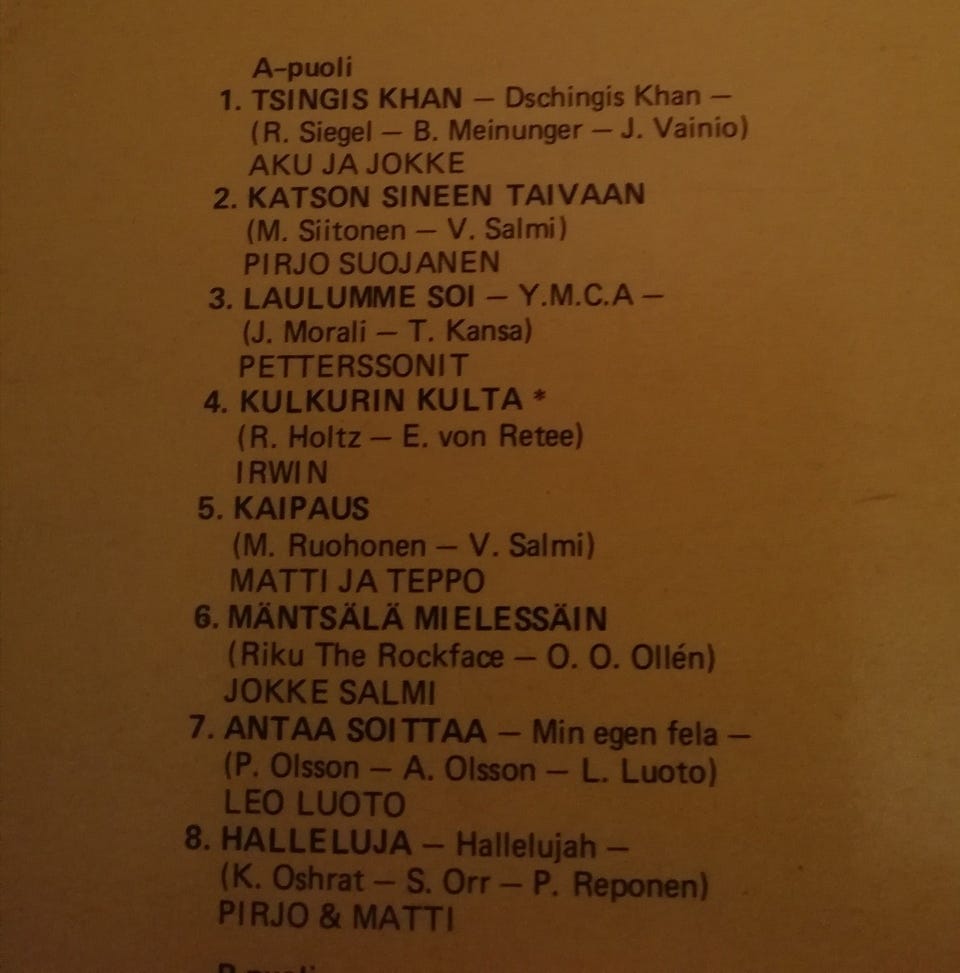 A-puoli
1. TSINGIS KHAN — Dschingis Khan —
(R. Siegel — B. Meinunger — J. Vainio)
AKU JA JOKKE
2. KATSON SINEEN TAIVAAN
(M. Siitonen — V. Salmi)
PIRJO SUOJANEN
3. LAULUMME SOI — Y.M.C.A —
(J. Morali — T. Kansa)
PETTERSSONIT
4. KULKURIN KULTA *
(R. Holtz — E. von Retee)
IRWIN
5. KAIPAUS
(M. Ruohonen — V. Salmi)
MATTI JA TEPPO
6. MÄNTSÄLÄ MIELESSÄIN
(Riku The Rockface — O. O. Ollén)
JOKKE SALMI
7. ANTAA SOITTAA — Min egen fela —
(P. Olsson — A. Olsson — L. Luoto)
LEO LUOTO
8. HALLELUJA — Hallelujah —
(K. Oshrat — S. Orr — P. Reponen)
PIRJO & MATTI